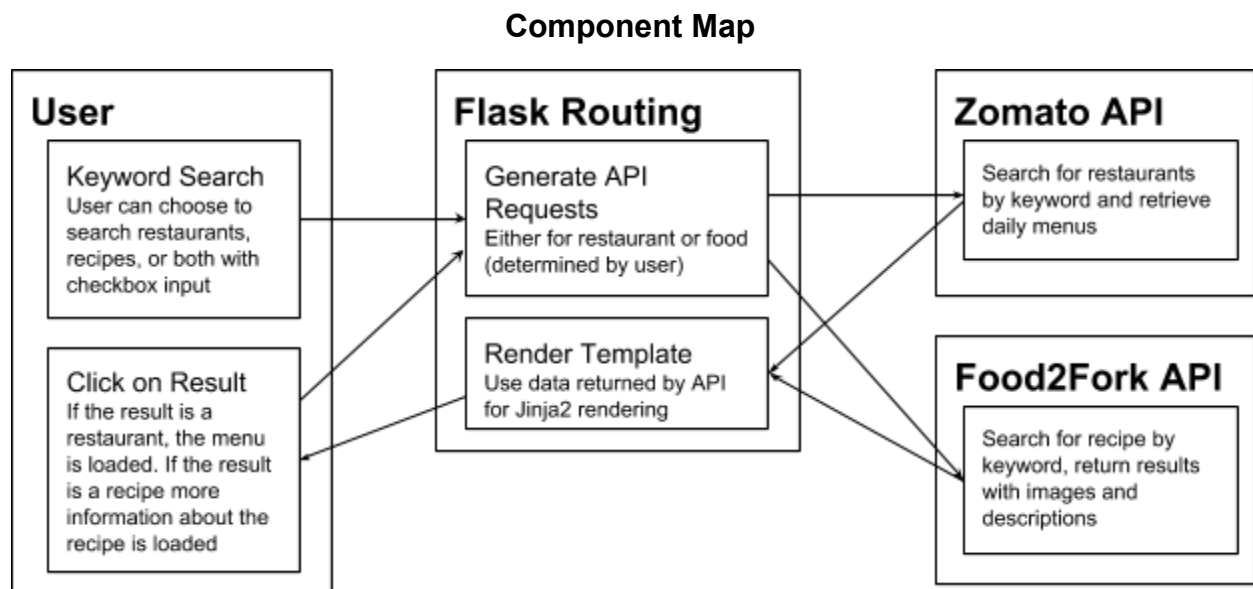 Component Map
User
Keyword Search
User can choose to
search restaurants,
recipes, or both with
checkbox input
Click on Result
If the result is a
restaurant, the menu
is loaded. If the result
is a recipe more
information about the
recipe is loaded
Flask Routing
Generate API
Requests
Either for restaurant or food
(determined by user)
Render Template
Use data returned by API
for Jinja2 rendering
Zomato API
Search for restaurants
by keyword and retrieve
daily menus
Food2Fork API
Search for recipe by
keyword, return results
with images and
descriptions